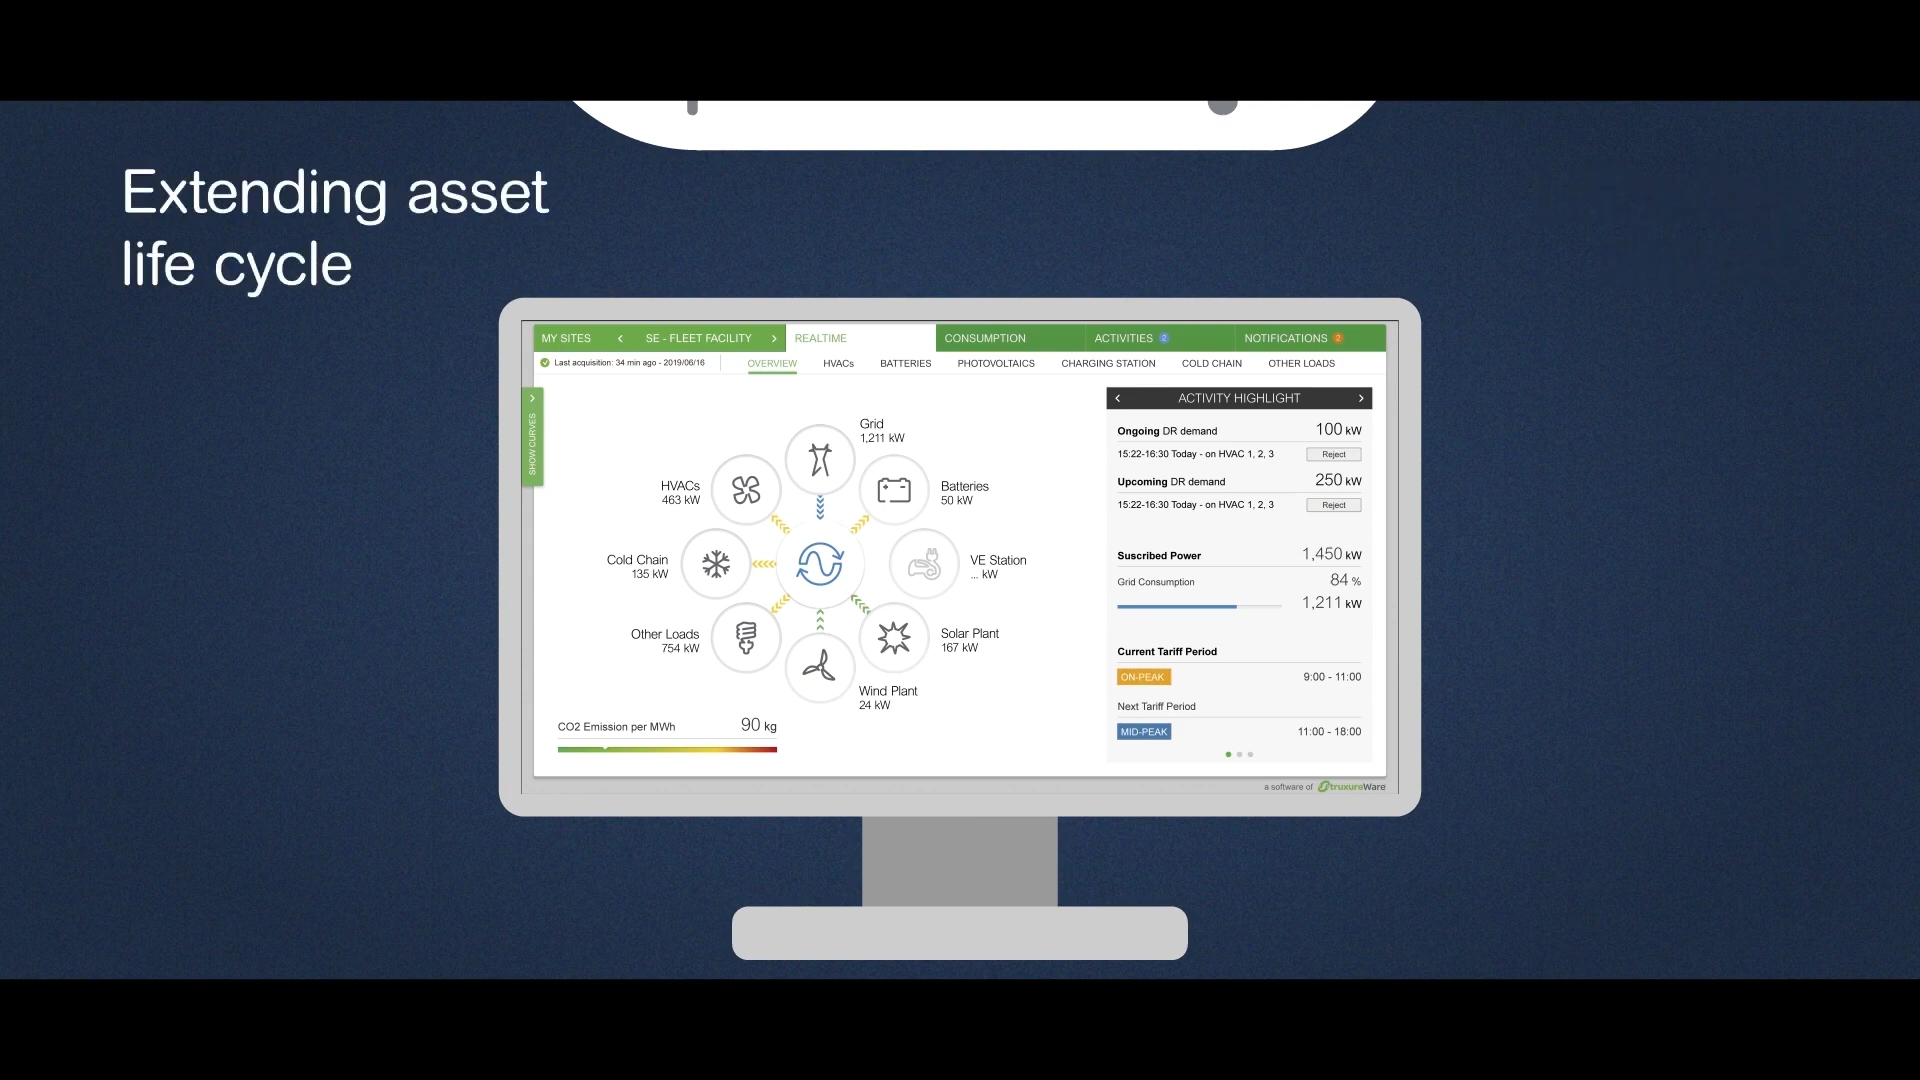 Extending asset
life cycle
MY SITES
SE - FLEET FACILITY
REALTIME
CONSUMPTION
ACTIVITIES 2
NOTIFICATIONS 2
Last acquisition: 34 min ago - 2019/06/16
OVERVIEW
HVACs
BATTERIES
PHOTOVOLTAICS
CHARGING STATION
COLD CHAIN
OTHER LOADS
SHOW CURVES
Grid
1,211 kW
HVACs
463 kW
Batteries
50 kW
Cold Chain
135 kW
VE Station
... kW
Other Loads
754 kW
Solar Plant
167 kW
Wind Plant
24 kW
CO2 Emission per MWh 90 kg
ACTIVITY HIGHLIGHT
Ongoing DR demand 100 kW
15:22-16:30 Today - on HVAC 1, 2, 3 Reject
Upcoming DR demand 250 kW
15:22-16:30 Today - on HVAC 1, 2, 3 Reject
Suscribed Power 1,450 kW
Grid Consumption 84 %
1,211 kW
Current Tariff Period
ON-PEAK 9:00 - 11:00
Next Tariff Period
MID-PEAK 11:00 - 18:00
a software of StruxureWare